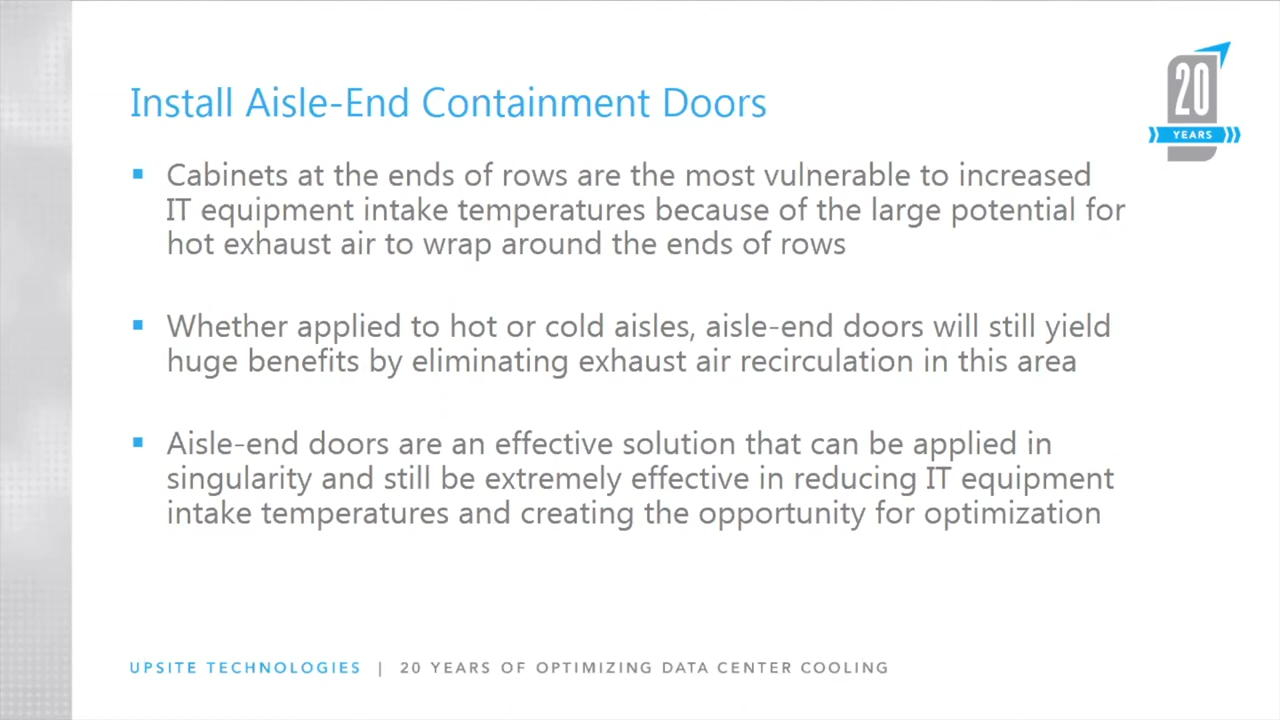 20
YEARS
Install Aisle-End Containment Doors
▪ Cabinets at the ends of rows are the most vulnerable to increased
IT equipment intake temperatures because of the large potential for
hot exhaust air to wrap around the ends of rows
▪ Whether applied to hot or cold aisles, aisle-end doors will still yield
huge benefits by eliminating exhaust air recirculation in this area
▪ Aisle-end doors are an effective solution that can be applied in
singularity and still be extremely effective in reducing IT equipment
intake temperatures and creating the opportunity for optimization
UPSITE TECHNOLOGIES | 20 YEARS OF OPTIMIZING DATA CENTER COOLING